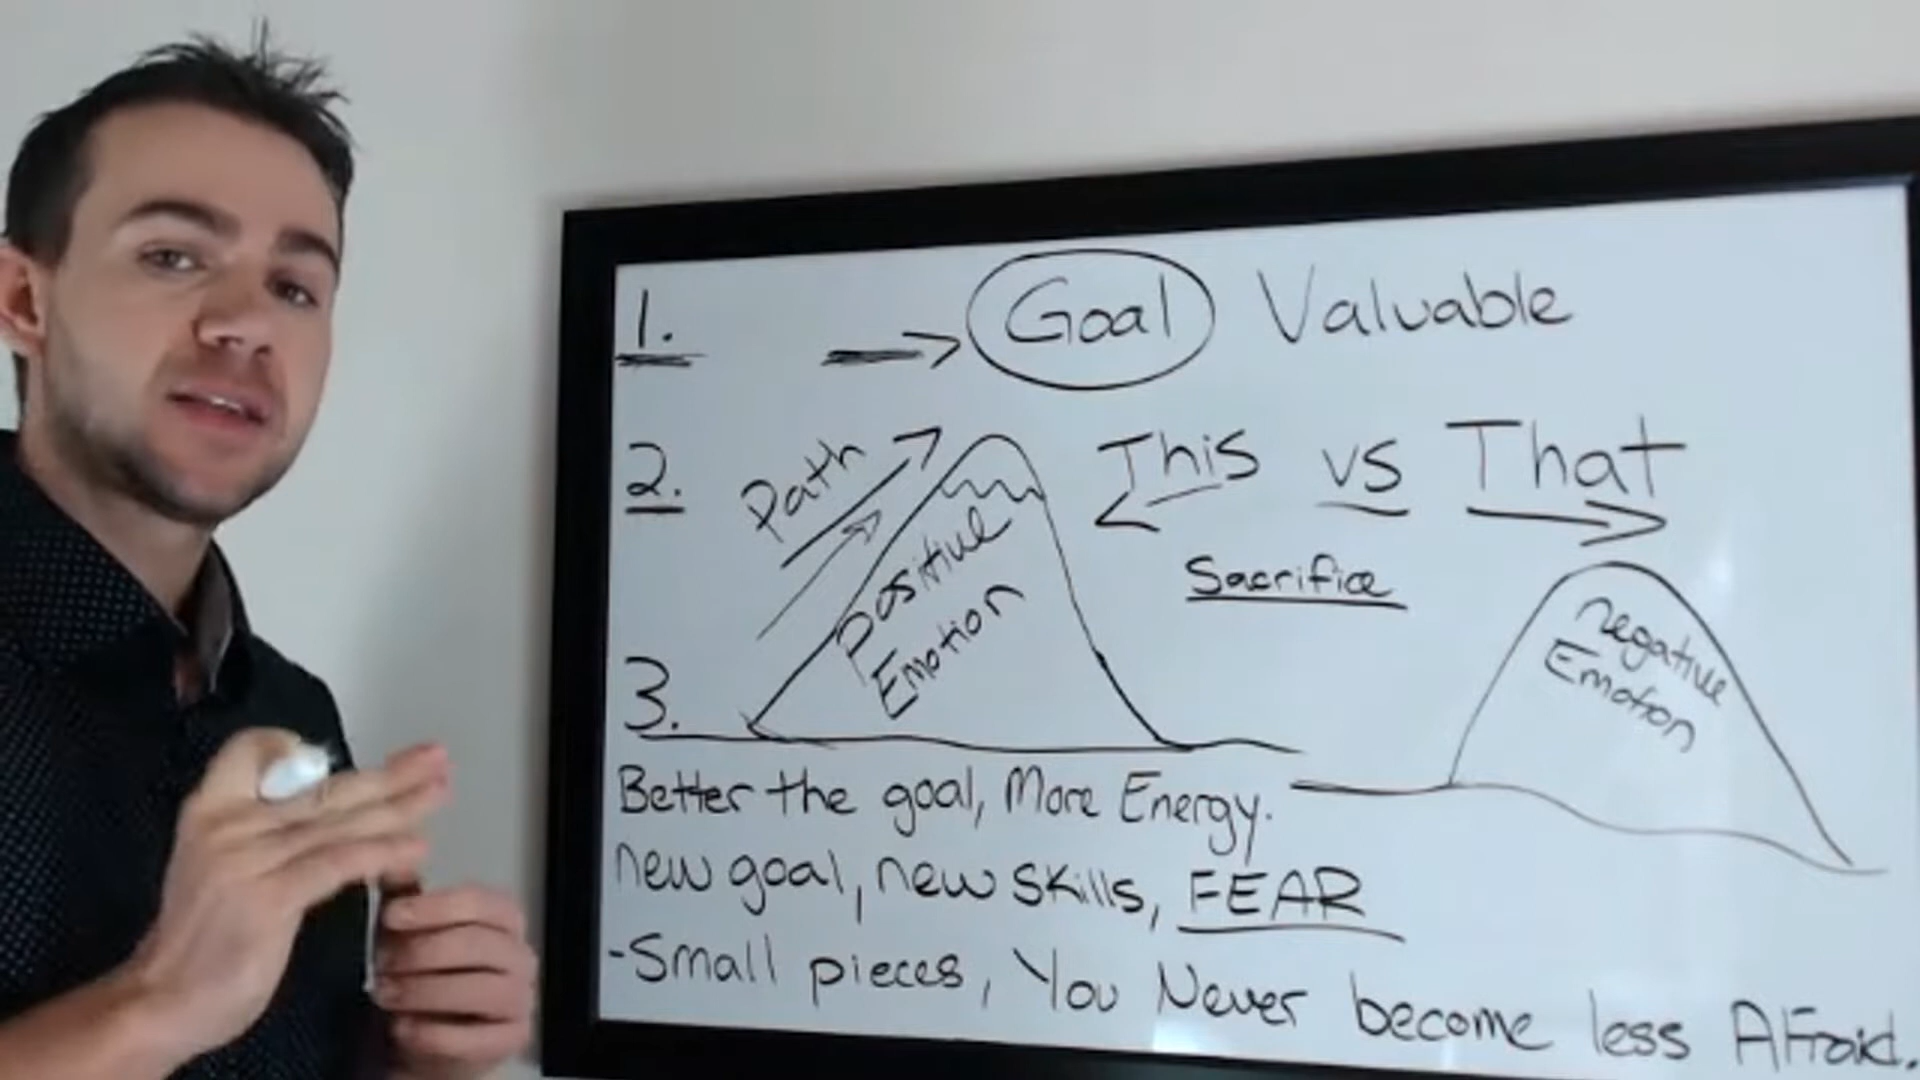 1. → Goal Valuable
2. Path This vs That
Sacrifice
Positive
Emotion
negative
Emotion
3.
Better the goal, More Energy.
new goal, new skills, FEAR
-Small pieces, You Never become less Afraid.